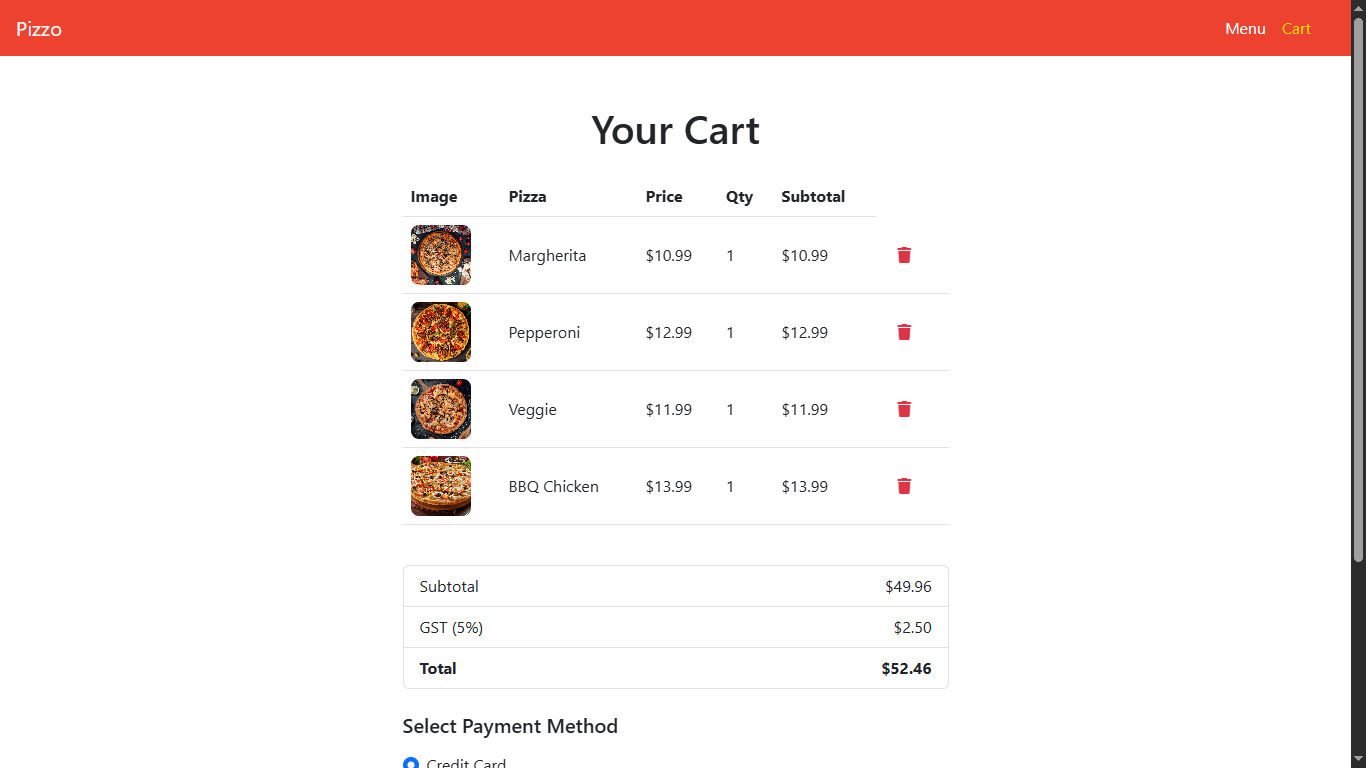 Pizzo Menu Cart
Your Cart
Image Pizza Price Qty Subtotal
Margherita $10.99 1 $10.99
Pepperoni $12.99 1 $12.99
Veggie $11.99 1 $11.99
BBQ Chicken $13.99 1 $13.99
Subtotal $49.96
GST (5%) $2.50
Total $52.46
Select Payment Method
Credit Card